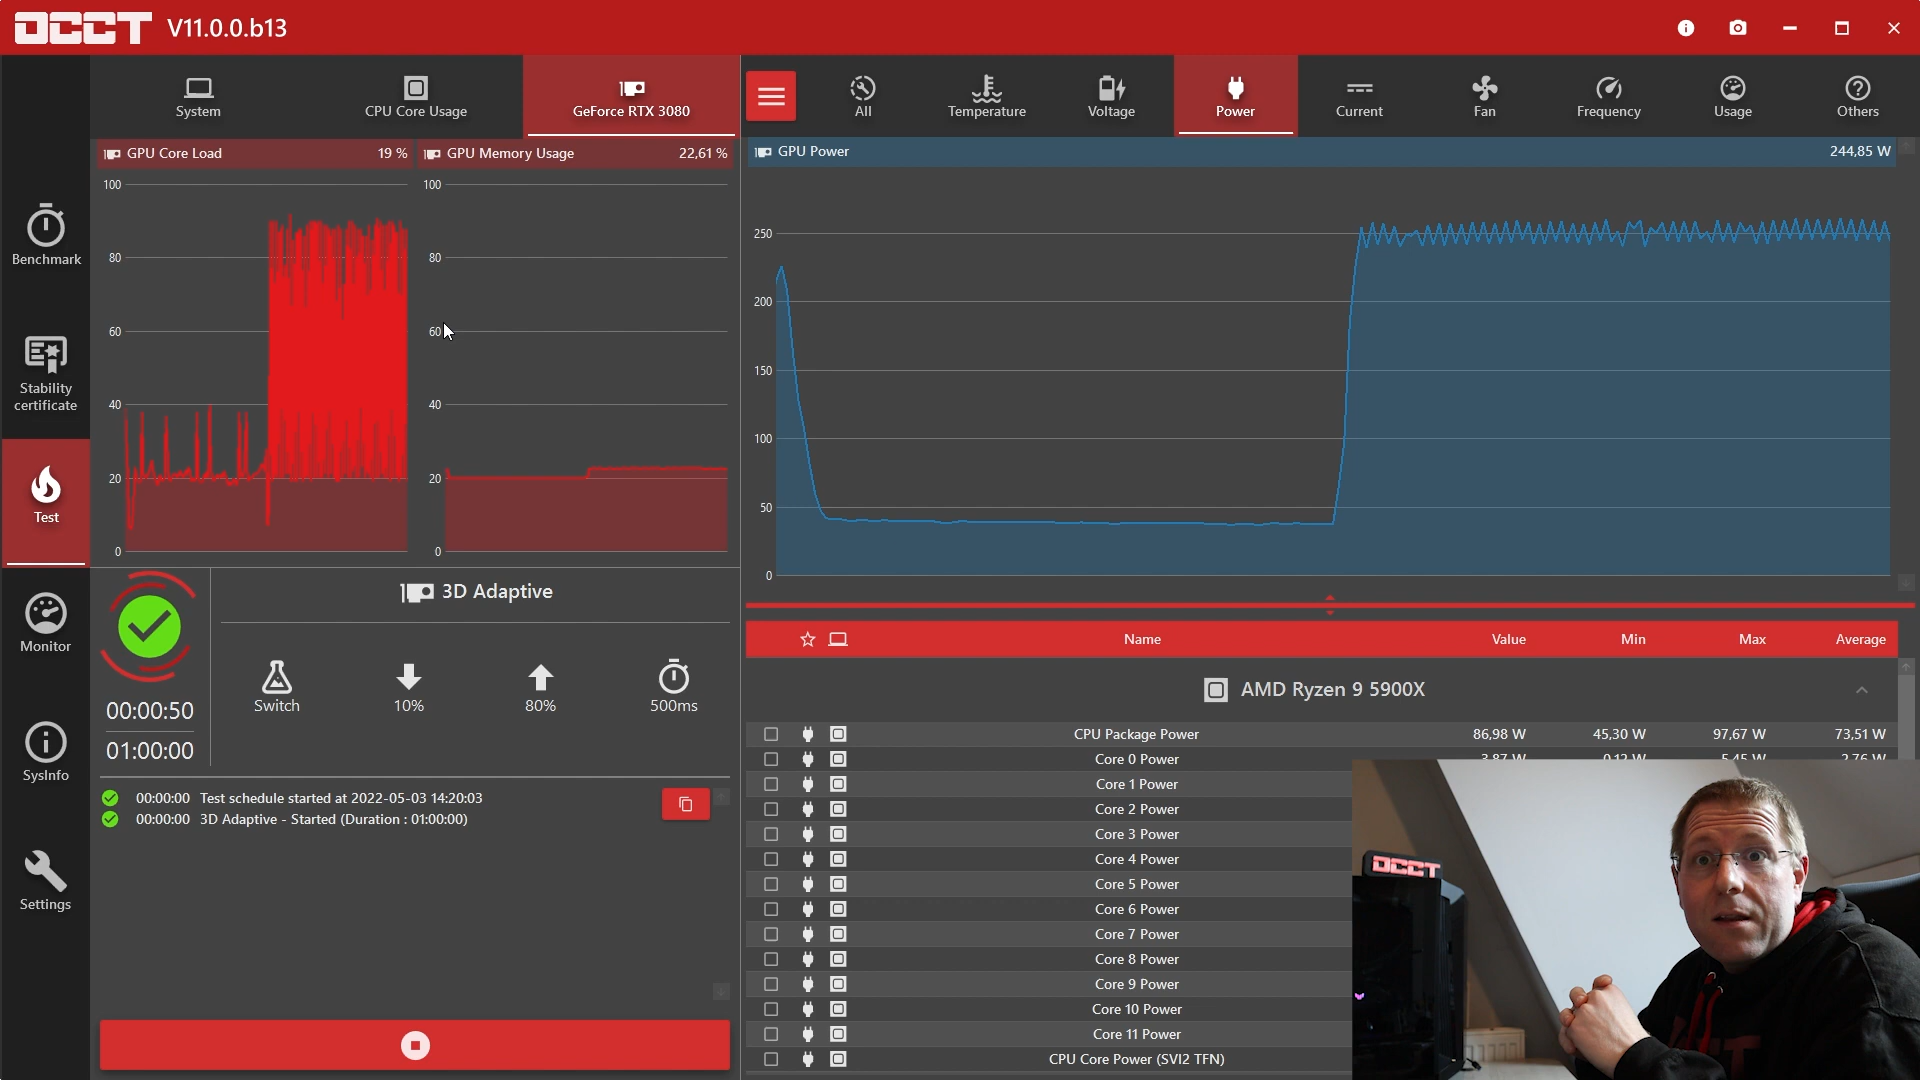 OCCT V11.0.0.b13
System
CPU Core Usage
GeForce RTX 3080
All
Temperature
Voltage
Power
Current
Fan
Frequency
Usage
Others
Benchmark
Stability
certificate
Test
Monitor
SysInfo
Settings
GPU Core Load 19 %
100
80
60
40
20
0
GPU Memory Usage 22,61 %
100
80
60
40
20
0
GPU Power 244,85 W
250
200
150
100
50
0
3D Adaptive
Switch
10%
80%
500ms
00:00:50
01:00:00
00:00:00 Test schedule started at 2022-05-03 14:20:03
00:00:00 3D Adaptive - Started (Duration : 01:00:00)
Name Value Min Max Average
AMD Ryzen 9 5900X
CPU Package Power 86,98 W 45,30 W 97,67 W 73,51 W
Core 0 Power 3,87 W 0,12 W 5,45 W 2,76 W
Core 1 Power
Core 2 Power
Core 3 Power
Core 4 Power
Core 5 Power
Core 6 Power
Core 7 Power
Core 8 Power
Core 9 Power
Core 10 Power
Core 11 Power
CPU Core Power (SVI2 TFN)
OCCT